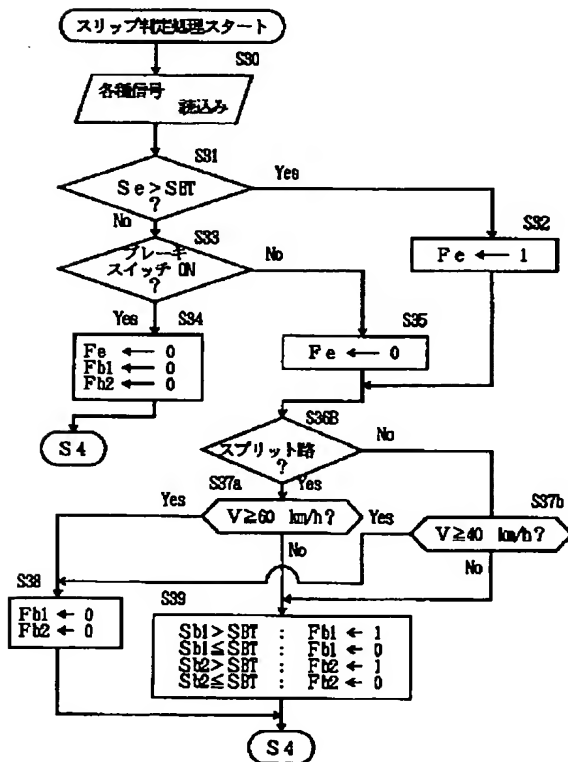 スリップ判定処理スタート
S30
各種信号
読込み
S31
Se>SBT
?
Yes
No
S32
Fe ← 1
S33
ブレーキ
スイッチ ON
?
No
Yes
S34
Fe ← 0
Fb1 ← 0
Fb2 ← 0
S4
S35
Fe ← 0
S36B
スプリット路
?
No
Yes
S37a
V≧60 km/h?
Yes
No
S37b
V≧40 km/h?
Yes
No
S38
Fb1 ← 0
Fb2 ← 0
S39
Sb1>SBT : Fb1 ← 1
Sb1≦SBT : Fb1 ← 0
Sb2>SBT : Fb2 ← 1
Sb2≦SBT : Fb2 ← 0
S4